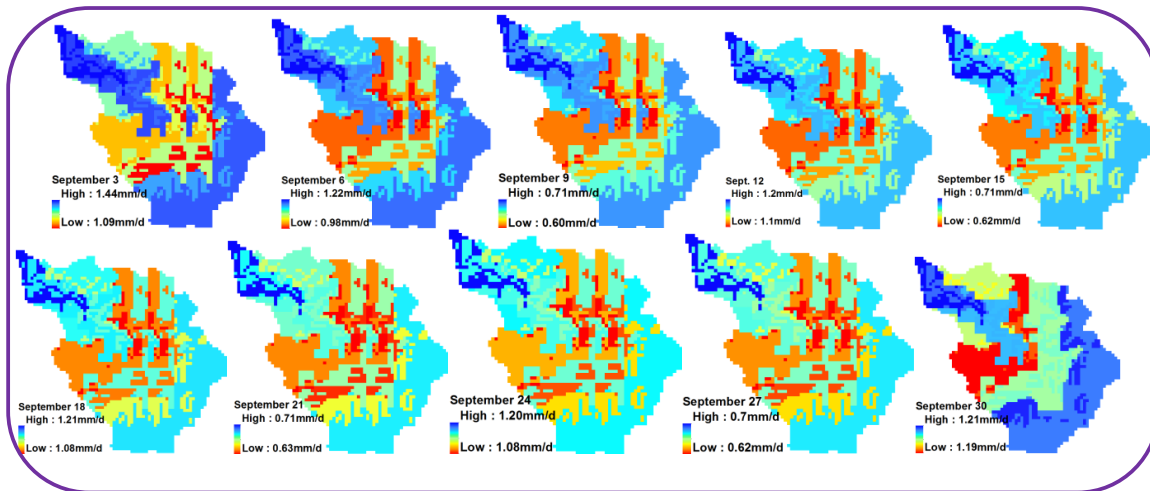 September 3
High : 1.44mm/d
Low : 1.09mm/d
September 6
High : 1.22mm/d
Low : 0.98mm/d
September 9
High : 0.71mm/d
Low : 0.60mm/d
Sept. 12
High : 1.2mm/d
Low : 1.1mm/d
September 15
High : 0.71mm/d
Low : 0.62mm/d
September 18
High : 1.21mm/d
Low : 1.08mm/d
September 21
High : 0.71mm/d
Low : 0.63mm/d
September 24
High : 1.20mm/d
Low : 1.08mm/d
September 27
High : 0.7mm/d
Low : 0.62mm/d
September 30
High : 1.21mm/d
Low : 1.19mm/d